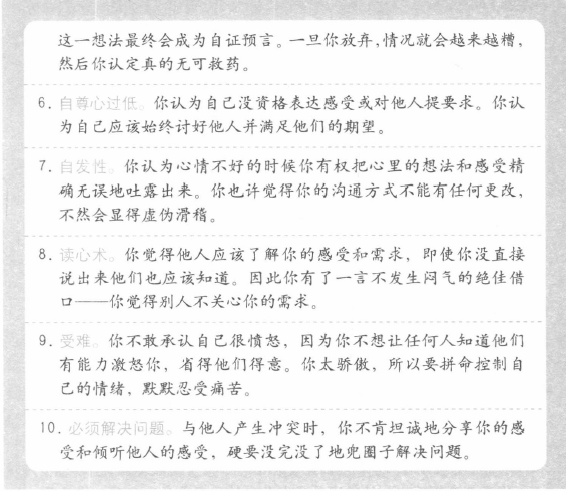 这一想法最终会成为自证预言。一旦你放弃,情况就会越来越糟,
然后你认定真的无可救药。
6. 自尊心过低。你认为自己没资格表达感受或对他人提要求。你认
为自己应该始终讨好他人并满足他们的期望。
7. 自发性。你认为心情不好的时候你有权把心里的想法和感受精
确无误地吐露出来。你也许觉得你的沟通方式不能有任何更改,
不然会显得虚伪滑稽。
8. 读心术。你觉得他人应该了解你的感受和需求，即使你没直接
说出来他们也应该知道。因此你有了一言不发生闷气的绝佳借
口——你觉得别人不关心你的需求。
9. 受难。你不敢承认自己很愤怒，因为你不想让任何人知道他们
有能力激怒你，省得他们得意。你太骄傲，所以要拼命控制自
己的情绪，默默忍受痛苦。
10. 必须解决问题。与他人产生冲突时，你不肯坦诚地分享你的感
受和倾听他人的感受，硬要没完没了地兜圈子解决问题。